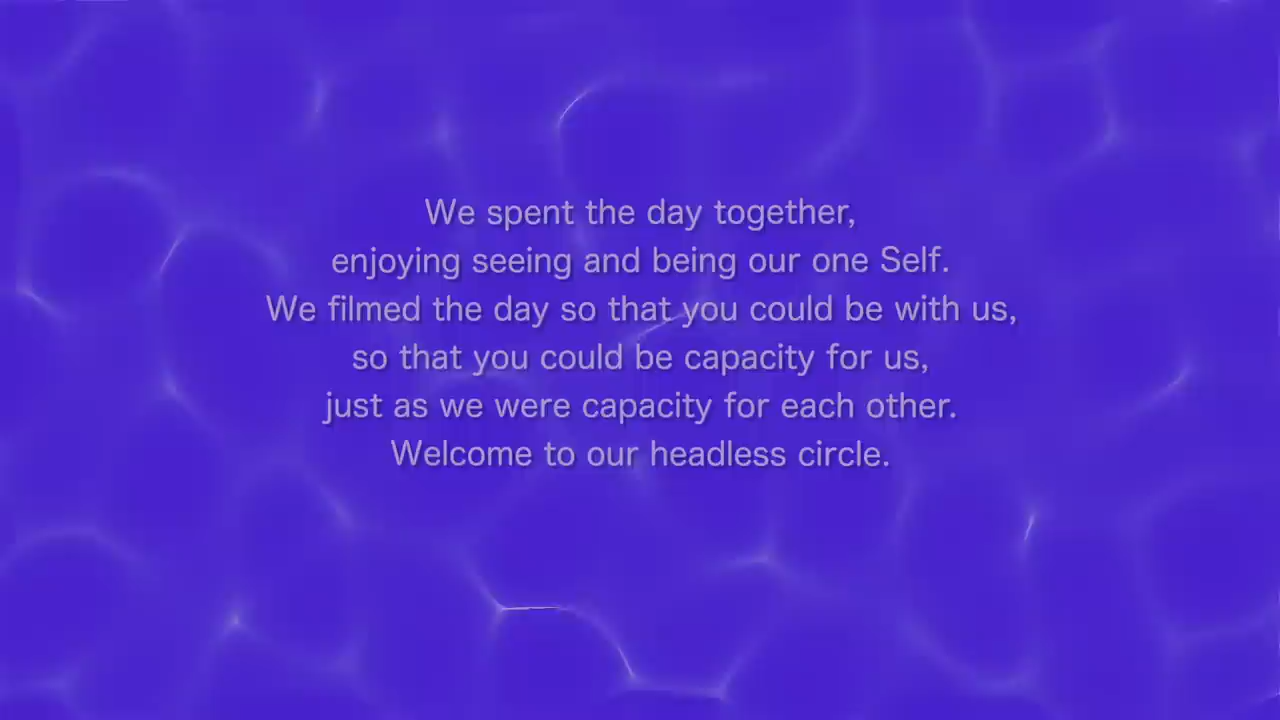 We spent the day together,
enjoying seeing and being our one Self.
We filmed the day so that you could be with us,
so that you could be capacity for us,
just as we were capacity for each other.
Welcome to our headless circle.